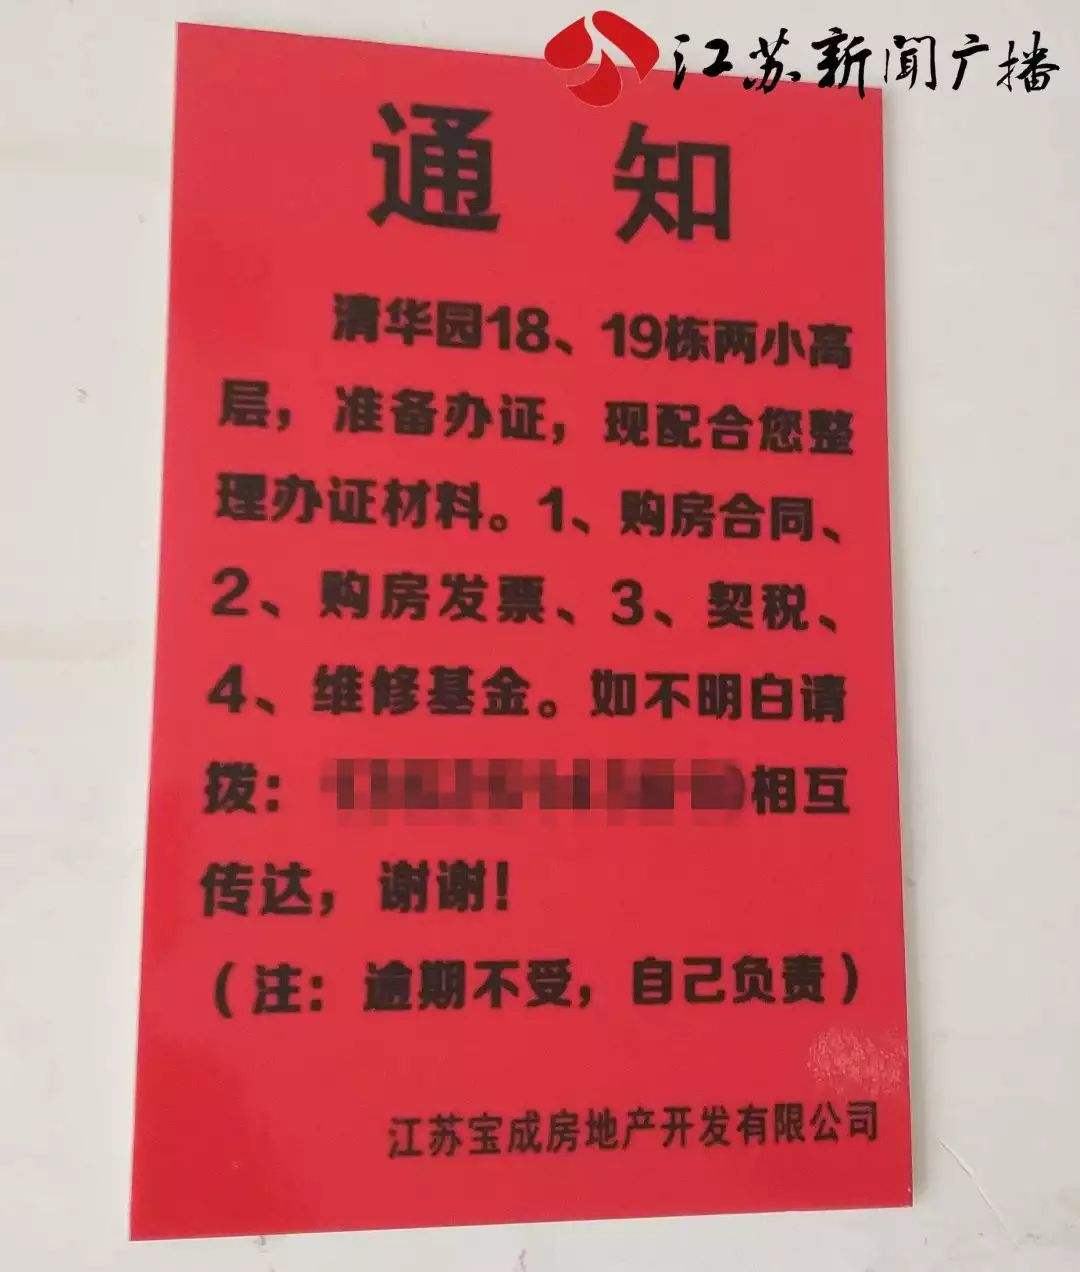 江苏新闻广播
通知
清华园18、19栋两小高
层，准备办证，现配合您整
理办证材料。1、购房合同、
2、购房发票、3、契税、
4、维修基金。如不明白请
拨：相互
传达，谢谢！
（注：逾期不受，自己负责）
江苏宝成房地产开发有限公司